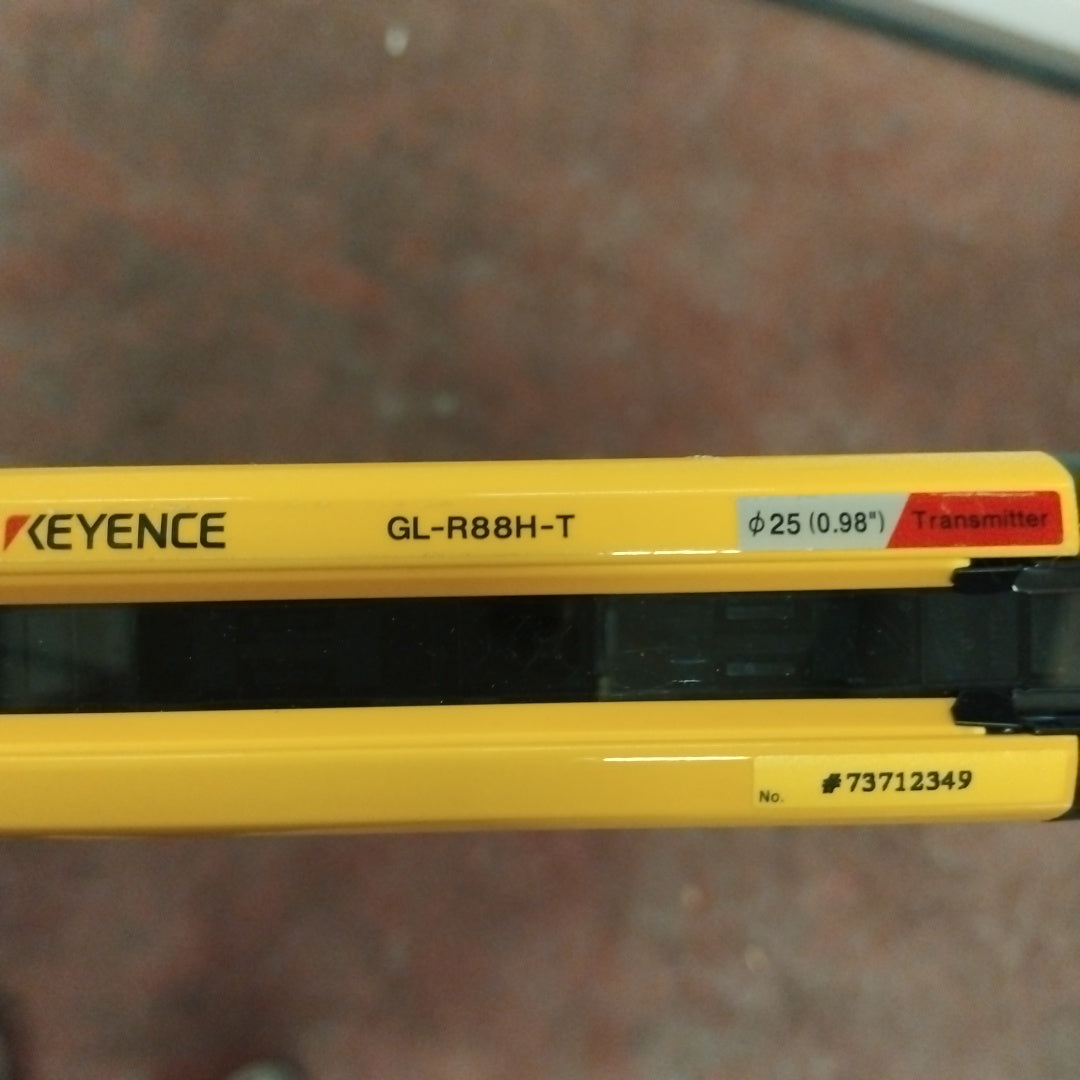 KEYENCE GL-R88H-T ϕ25 (0.98") Transmitter
No. #73712349